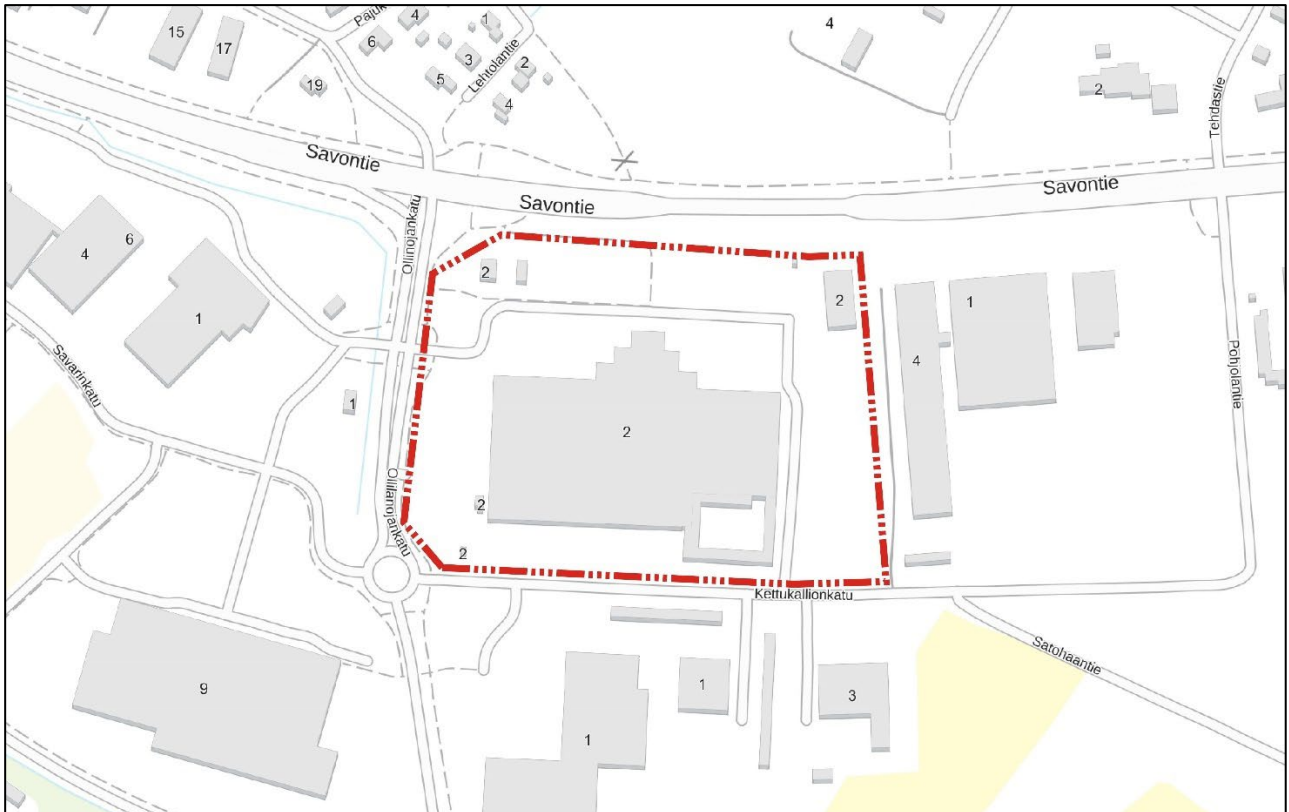 Pajuk
4
1
15
17
6
3
5
Lehtolantie
2
4
19
4
2
Tehdastie
Savontie
Savontie
Savontie
Ollinojankatu
4
6
1
2
2
1
4
Savarinkatu
1
2
Pohjolantie
2
Ollilanojankatu
2
Kettukallionkatu
Satohaantie
9
1
3
1